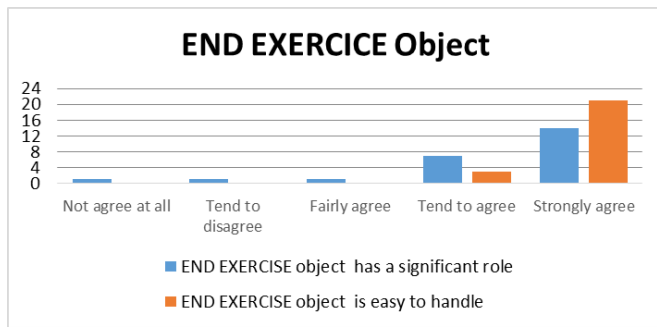 END EXERCICE Object
24
20
16
12
8
4
0
Not agree at all
Tend to
disagree
Fairly agree
Tend to agree
Strongly agree
END EXERCISE object has a significant role
END EXERCISE object is easy to handle